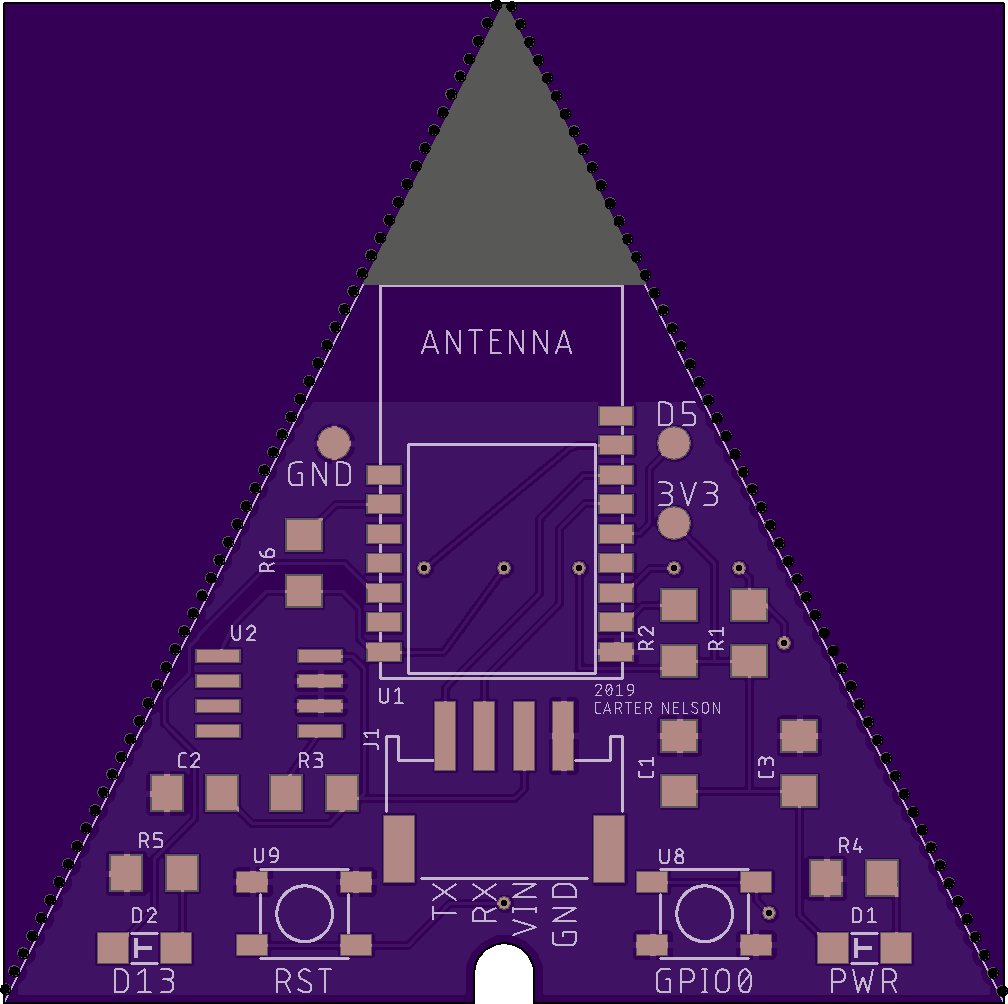 ANTENNA
D5
GND
3V3
R6
U2
R2
R1
U1
2019
CARTER NELSON
J1
C2
R3
C1
C3
R5
U9
U8
R4
TX
RX
VIN
GND
D2
D1
D13
RST
GPIO0
PWR